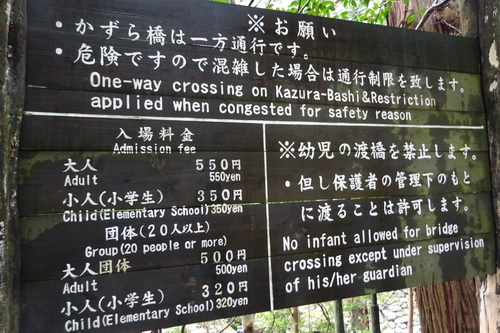 ※お願い
・かずら橋は一方通行です。
・危険ですので混雑した場合は通行制限を致します。
One-way crossing on Kazura-Bashi&Restriction
applied when congested for safety reason
入場料金
Admission fee
大人 550円
Adult 550yen
小人(小学生) 350円
Child(Elementary School)350yen
団体(20人以上)
Group(20 people or more)
大人団体 500円
Adult 500yen
小人(小学生) 320円
Child(Elementary School)320yen
※幼児の渡橋を禁止します。
・但し保護者の管理下のもと
に渡ることは許可します。
No infant allowed for bridge
crossing except under supervision
of his/her guardian